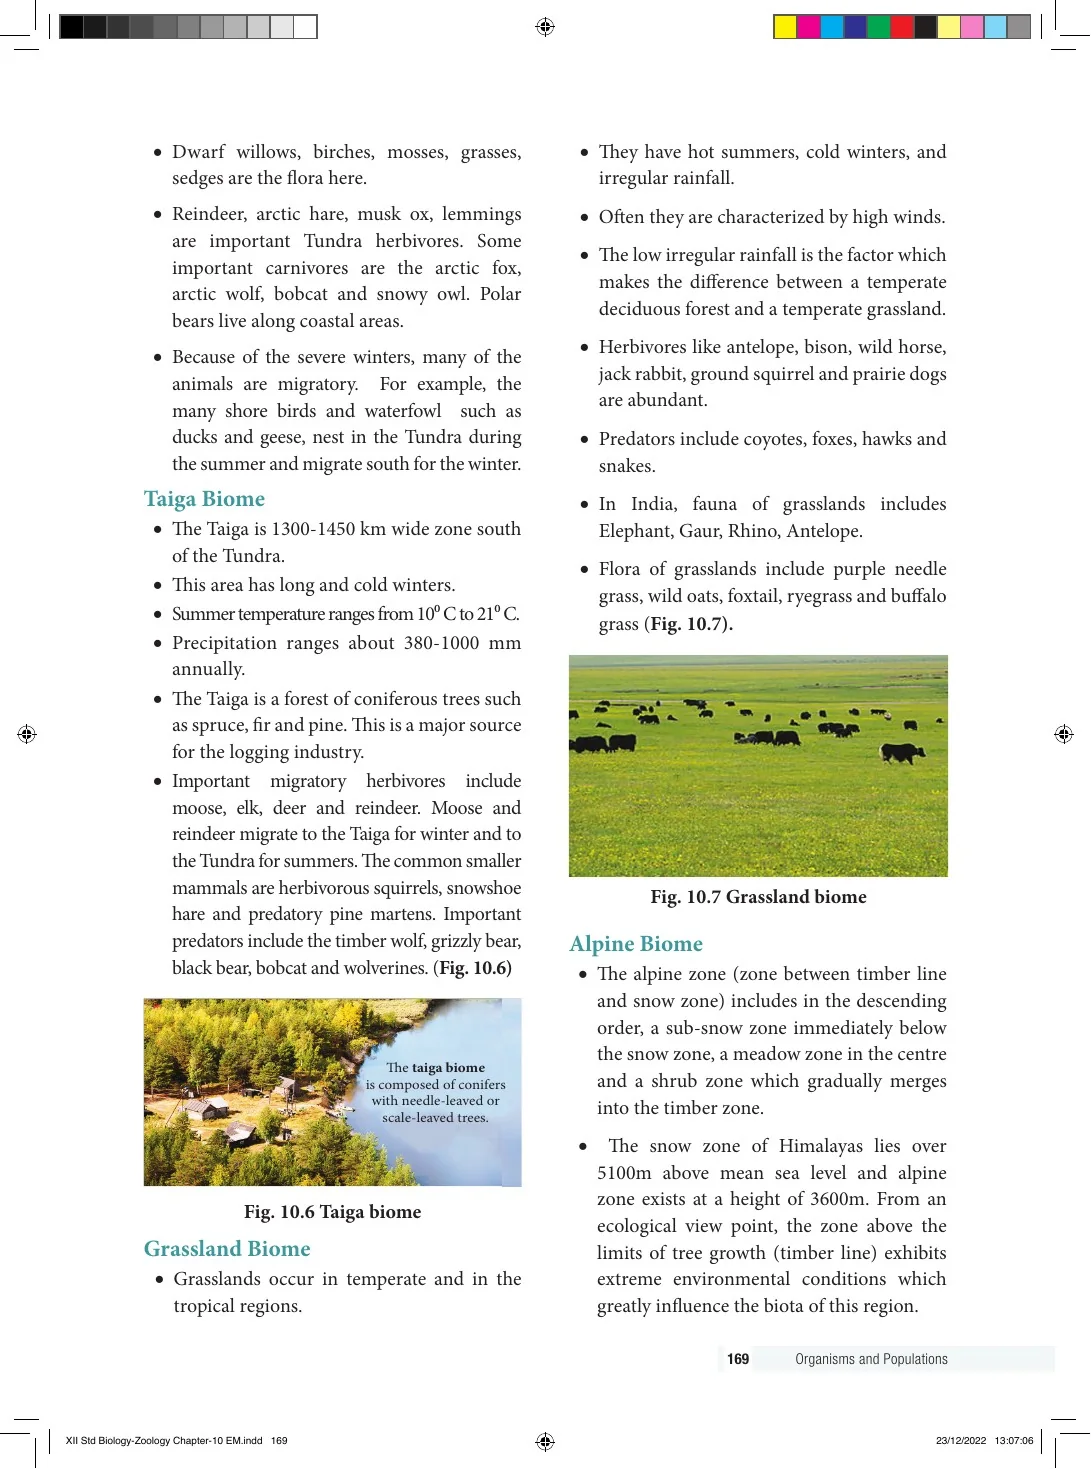 • Dwarf willows, birches, mosses, grasses,
sedges are the flora here.
• Reindeer, arctic hare, musk ox, lemmings
are important Tundra herbivores. Some
important carnivores are the arctic fox,
arctic wolf, bobcat and snowy owl. Polar
bears live along coastal areas.
• Because of the severe winters, many of the
animals are migratory. For example, the
many shore birds and waterfowl such as
ducks and geese, nest in the Tundra during
the summer and migrate south for the winter.
Taiga Biome
• The Taiga is 1300-1450 km wide zone south
of the Tundra.
• This area has long and cold winters.
• Summer temperature ranges from 10⁰ C to 21⁰ C.
• Precipitation ranges about 380-1000 mm
annually.
• The Taiga is a forest of coniferous trees such
as spruce, fir and pine. This is a major source
for the logging industry.
• Important migratory herbivores include
moose, elk, deer and reindeer. Moose and
reindeer migrate to the Taiga for winter and to
the Tundra for summers. The common smaller
mammals are herbivorous squirrels, snowshoe
hare and predatory pine martens. Important
predators include the timber wolf, grizzly bear,
black bear, bobcat and wolverines. (Fig. 10.6)
The taiga biome
is composed of conifers
with needle-leaved or
scale-leaved trees.
Fig. 10.6 Taiga biome
Grassland Biome
• Grasslands occur in temperate and in the
tropical regions.
• They have hot summers, cold winters, and
irregular rainfall.
• Often they are characterized by high winds.
• The low irregular rainfall is the factor which
makes the difference between a temperate
deciduous forest and a temperate grassland.
• Herbivores like antelope, bison, wild horse,
jack rabbit, ground squirrel and prairie dogs
are abundant.
• Predators include coyotes, foxes, hawks and
snakes.
• In India, fauna of grasslands includes
Elephant, Gaur, Rhino, Antelope.
• Flora of grasslands include purple needle
grass, wild oats, foxtail, ryegrass and buffalo
grass (Fig. 10.7).
Fig. 10.7 Grassland biome
Alpine Biome
• The alpine zone (zone between timber line
and snow zone) includes in the descending
order, a sub-snow zone immediately below
the snow zone, a meadow zone in the centre
and a shrub zone which gradually merges
into the timber zone.
• The snow zone of Himalayas lies over
5100m above mean sea level and alpine
zone exists at a height of 3600m. From an
ecological view point, the zone above the
limits of tree growth (timber line) exhibits
extreme environmental conditions which
greatly influence the biota of this region.
169 Organisms and Populations
XII Std Biology-Zoology Chapter-10 EM.indd 169
23/12/2022 13:07:06